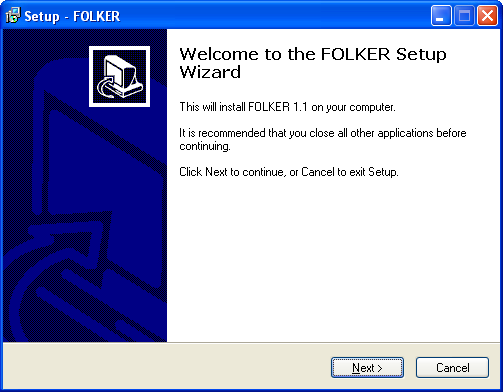 Setup - FOLKER
Welcome to the FOLKER Setup
Wizard
This will install FOLKER 1.1 on your computer.
It is recommended that you close all other applications before
continuing.
Click Next to continue, or Cancel to exit Setup.
Next >
Cancel